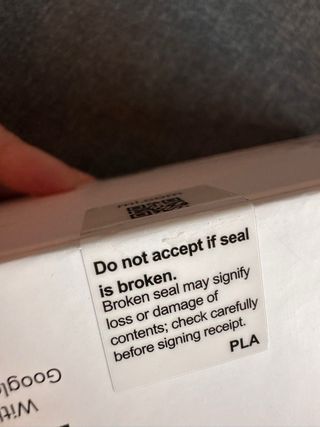 Do not accept if seal
is broken.
Broken seal may signify
loss or damage of
contents; check carefully
before signing receipt.
PLA
With
Google